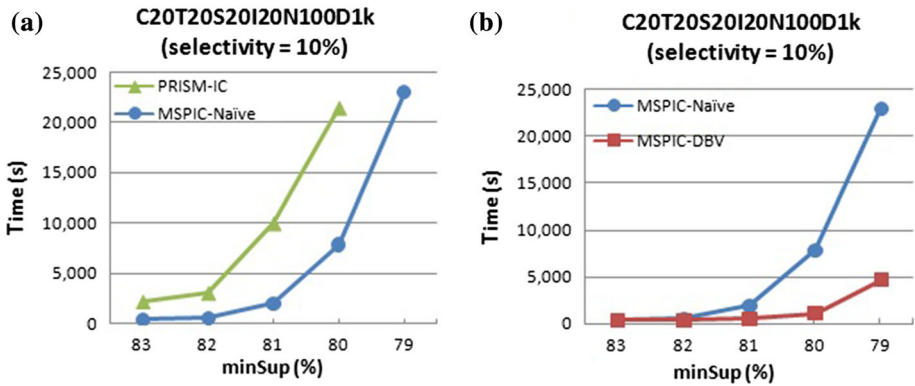 (a)
C20T20S20I20N100D1k
(selectivity = 10%)
25,000
20,000
15,000
10,000
5,000
0
Time (s)
PRISM-IC
MSPIC-Naïve
83 82 81 80 79
minSup (%)
(b)
C20T20S20I20N100D1k
(selectivity = 10%)
25,000
20,000
15,000
10,000
5,000
0
Time (s)
MSPIC-Naïve
MSPIC-DBV
83 82 81 80 79
minSup (%)